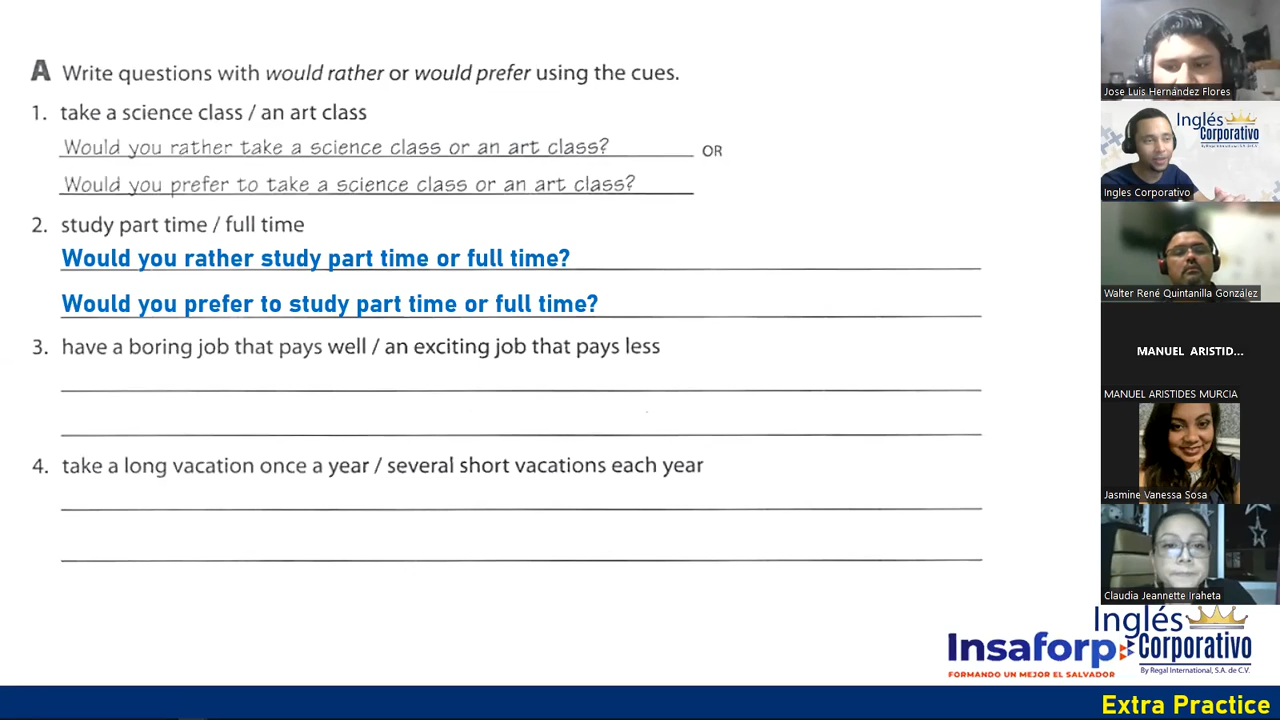 A Write questions with would rather or would prefer using the cues.
1. take a science class / an art class
Would you rather take a science class or an art class? OR
Would you prefer to take a science class or an art class?
2. study part time / full time
Would you rather study part time or full time?
Would you prefer to study part time or full time?
3. have a boring job that pays well / an exciting job that pays less
4. take a long vacation once a year / several short vacations each year
Jose Luis Hernández Flores
Inglés
Corporativo
By Regal International, S.A. de C.V.
Ingles Corporativo
Walter René Quintanilla González
MANUEL ARISTID...
MANUEL ARISTIDES MURCIA
Jasmine Vanessa Sosa
Claudia Jeannette Iraheta
Insaforp
FORMANDO UN MEJOR EL SALVADOR
Inglés
Corporativo
By Regal International, S.A. de C.V.
Extra Practice